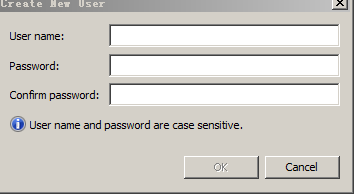 Create New User
User name:
Password:
Confirm password:
User name and password are case sensitive.
OK Cancel